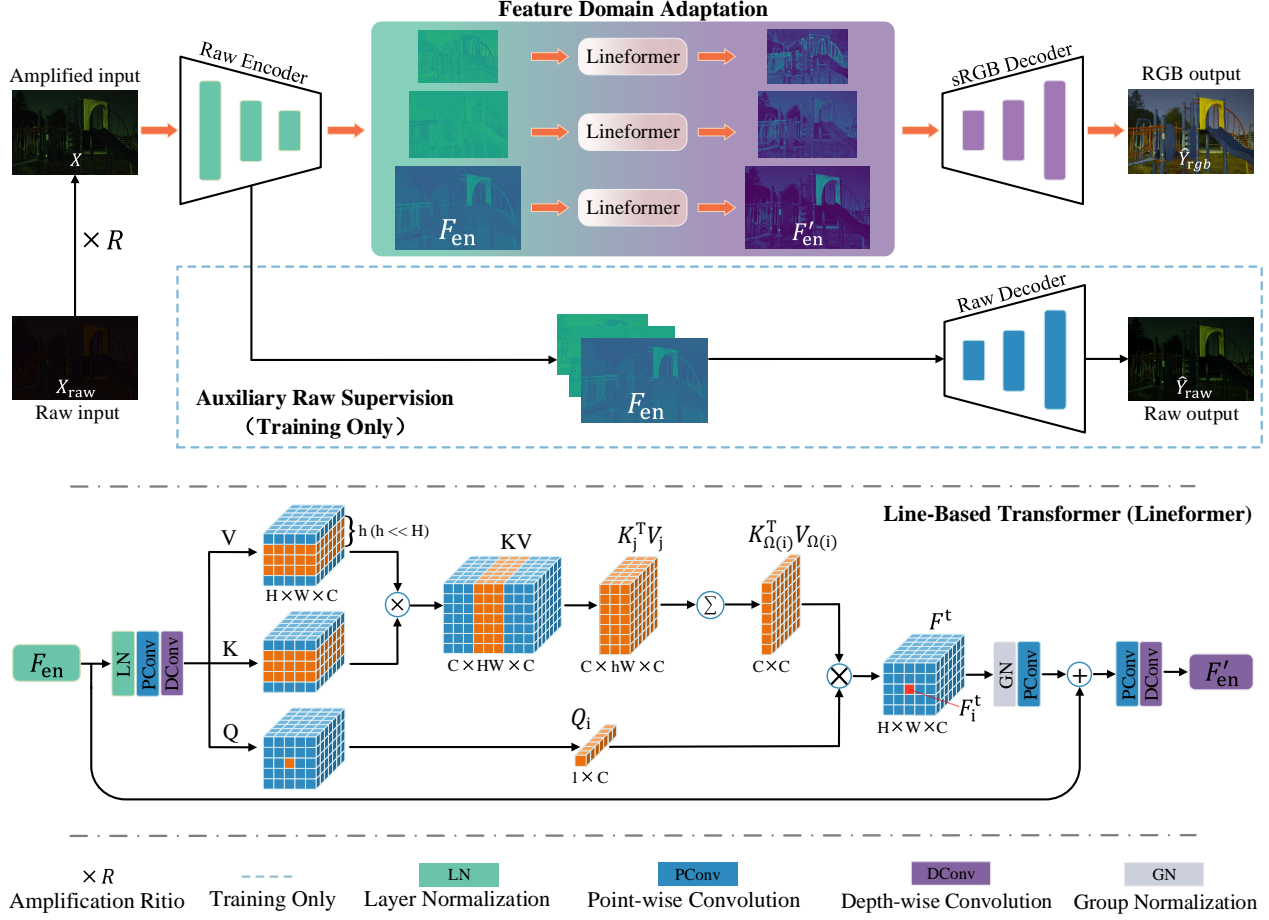 Feature Domain Adaptation
Amplified input
Raw Encoder
Lineformer
sRGB Decoder
RGB output
X
Lineformer
Ŷ_rgb
Lineformer
F_en
F′_en
× R
Raw Decoder
X_raw
Raw input
Auxiliary Raw Supervision
（Training Only）
F_en
Ŷ_raw
Raw output
Line-Based Transformer (Lineformer)
V
h (h << H)
KV
K_j^T V_j
K_Ω(i)^T V_Ω(i)
H×W×C
×
Σ
F^t
F_en
LN
PConv
DConv
K
C×HW×C
C×hW×C
C×C
×
GN
PConv
+
PConv
DConv
F′_en
F_i^t
H×W×C
Q
Q_i
1×C
× R
LN
PConv
DConv
GN
Amplification Ritio
Training Only
Layer Normalization
Point-wise Convolution
Depth-wise Convolution
Group Normalization